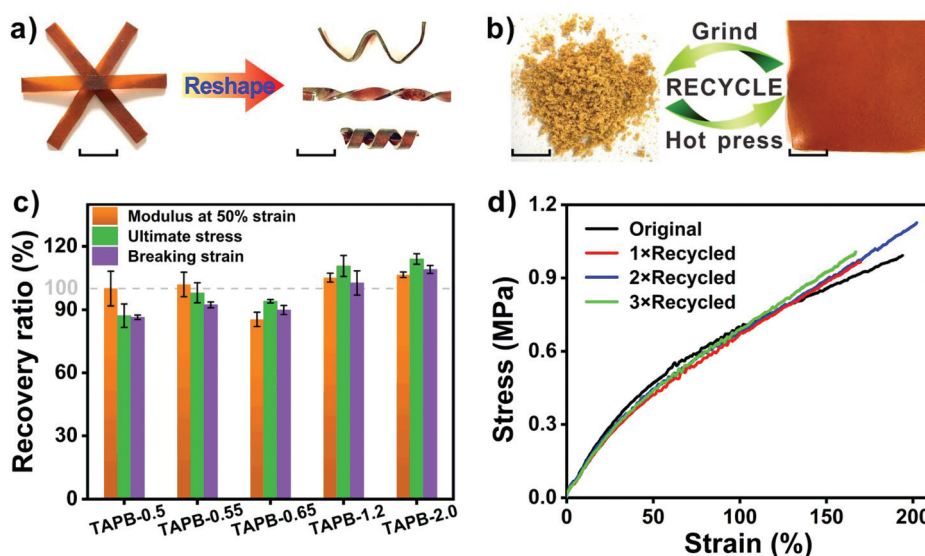 a)
Reshape
b)
Grind
RECYCLE
Hot press
c)
Recovery ratio (%)
120
100
90
60
30
0
Modulus at 50% strain
Ultimate stress
Breaking strain
TAPB-0.5
TAPB-0.55
TAPB-0.65
TAPB-1.2
TAPB-2.0
d)
Stress (MPa)
1.2
0.9
0.6
0.3
0.0
Original
1×Recycled
2×Recycled
3×Recycled
0
50
100
150
200
Strain (%)